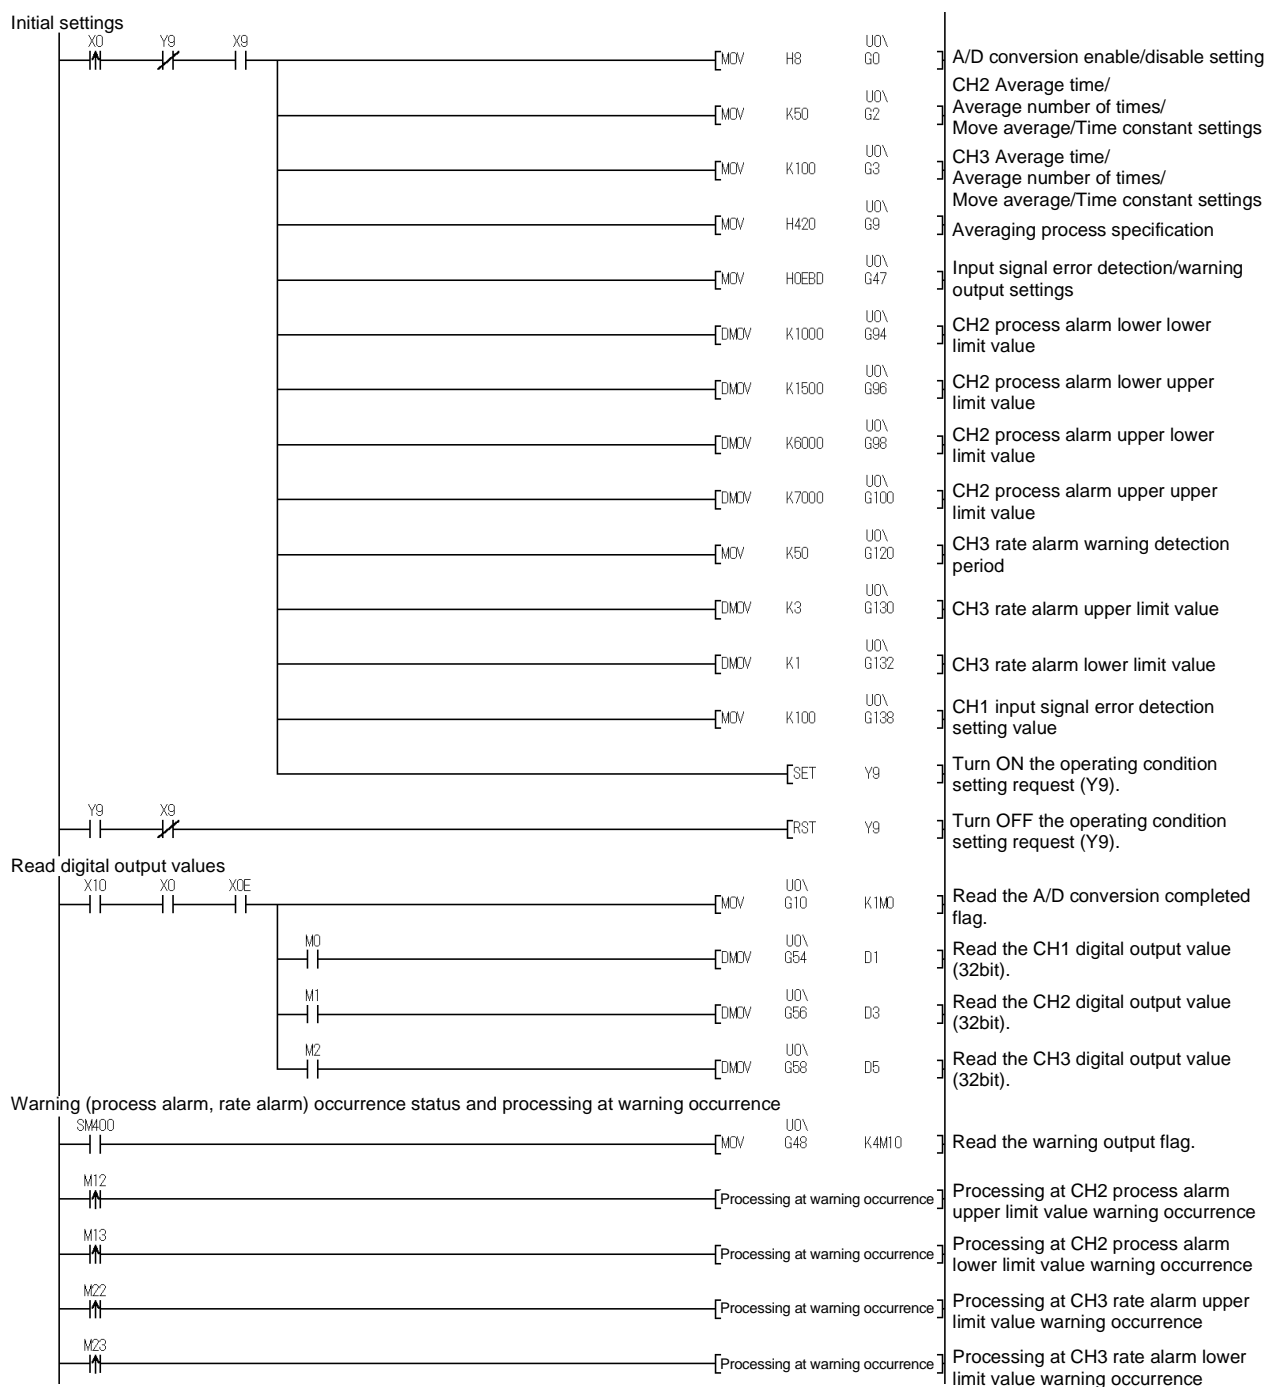 Initial settings
X0 Y9 X9
MOV H8 U0\ G0 A/D conversion enable/disable setting
MOV K50 U0\ G2 CH2 Average time/
Average number of times/
Move average/Time constant settings
MOV K100 U0\ G3 CH3 Average time/
Average number of times/
Move average/Time constant settings
MOV H420 U0\ G9 Averaging process specification
MOV H0EBD U0\ G47 Input signal error detection/warning
output settings
DMOV K1000 U0\ G94 CH2 process alarm lower lower
limit value
DMOV K1500 U0\ G96 CH2 process alarm lower upper
limit value
DMOV K6000 U0\ G98 CH2 process alarm upper lower
limit value
DMOV K7000 U0\ G100 CH2 process alarm upper upper
limit value
MOV K50 U0\ G120 CH3 rate alarm warning detection
period
DMOV K3 U0\ G130 CH3 rate alarm upper limit value
DMOV K1 U0\ G132 CH3 rate alarm lower limit value
MOV K100 U0\ G138 CH1 input signal error detection
setting value
SET Y9 Turn ON the operating condition
setting request (Y9).
Y9 X9
RST Y9 Turn OFF the operating condition
setting request (Y9).
Read digital output values
X10 X0 X0E
MOV U0\ G10 K1M0 Read the A/D conversion completed
flag.
M0
DMOV U0\ G54 D1 Read the CH1 digital output value
(32bit).
M1
DMOV U0\ G56 D3 Read the CH2 digital output value
(32bit).
M2
DMOV U0\ G58 D5 Read the CH3 digital output value
(32bit).
Warning (process alarm, rate alarm) occurrence status and processing at warning occurrence
SM400
MOV U0\ G48 K4M10 Read the warning output flag.
M12
Processing at warning occurrence Processing at CH2 process alarm
upper limit value warning occurrence
M13
Processing at warning occurrence Processing at CH2 process alarm
lower limit value warning occurrence
M22
Processing at warning occurrence Processing at CH3 rate alarm upper
limit value warning occurrence
M23
Processing at warning occurrence Processing at CH3 rate alarm lower
limit value warning occurrence